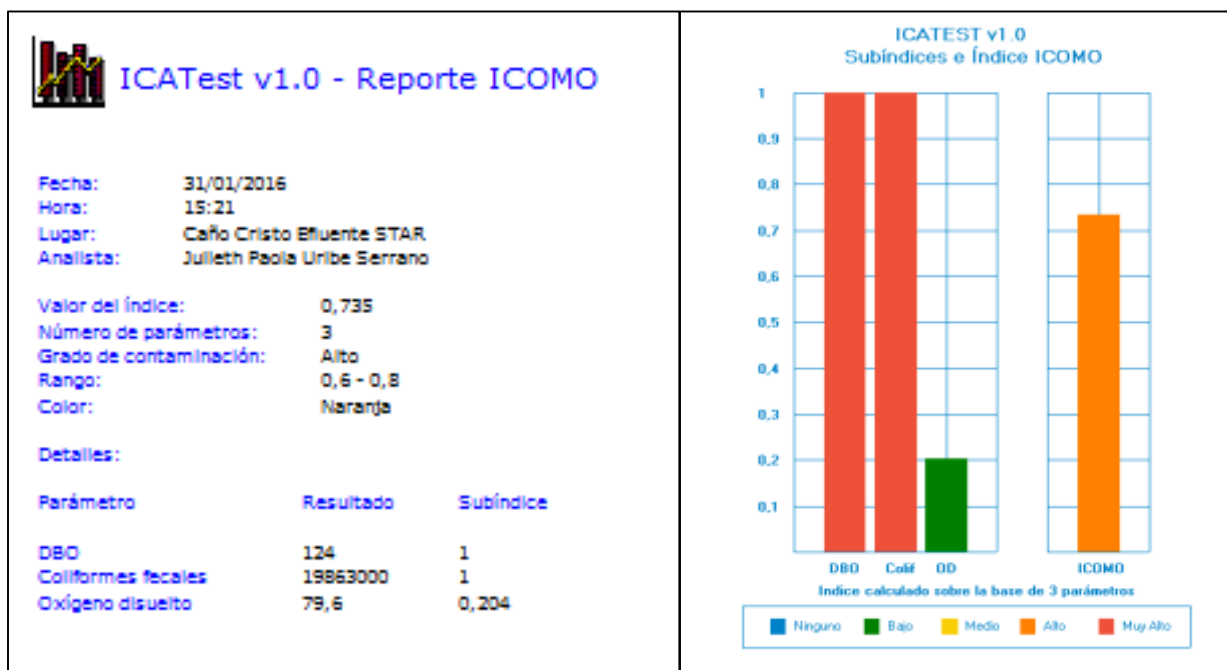 ICATest v1.0 - Reporte ICOMO
Fecha: 31/01/2016
Hora: 15:21
Lugar: Caño Cristo Efluente STAR
Analista: Julieth Paola Uribe Serrano
Valor del índice: 0,735
Número de parámetros: 3
Grado de contaminación: Alto
Rango: 0,6 - 0,8
Color: Naranja
Detalles:
Parámetro Resultado Subíndice
DBO 124 1
Coliformes fecales 19863000 1
Oxígeno disuelto 79,6 0,204
ICATEST v1.0
Subíndices e Índice ICOMO
1
0,9
0,8
0,7
0,6
0,5
0,4
0,3
0,2
0,1
DBO Colif OD ICOMO
Indice calculado sobre la base de 3 parámetros
Ninguno Bajo Medio Alto Muy Alto